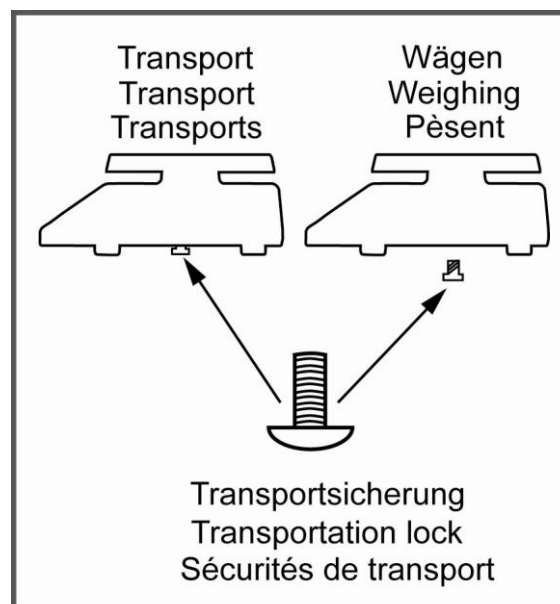 Transport
Transport
Transports
Wägen
Weighing
Pèsent
Transportsicherung
Transportation lock
Sécurités de transport